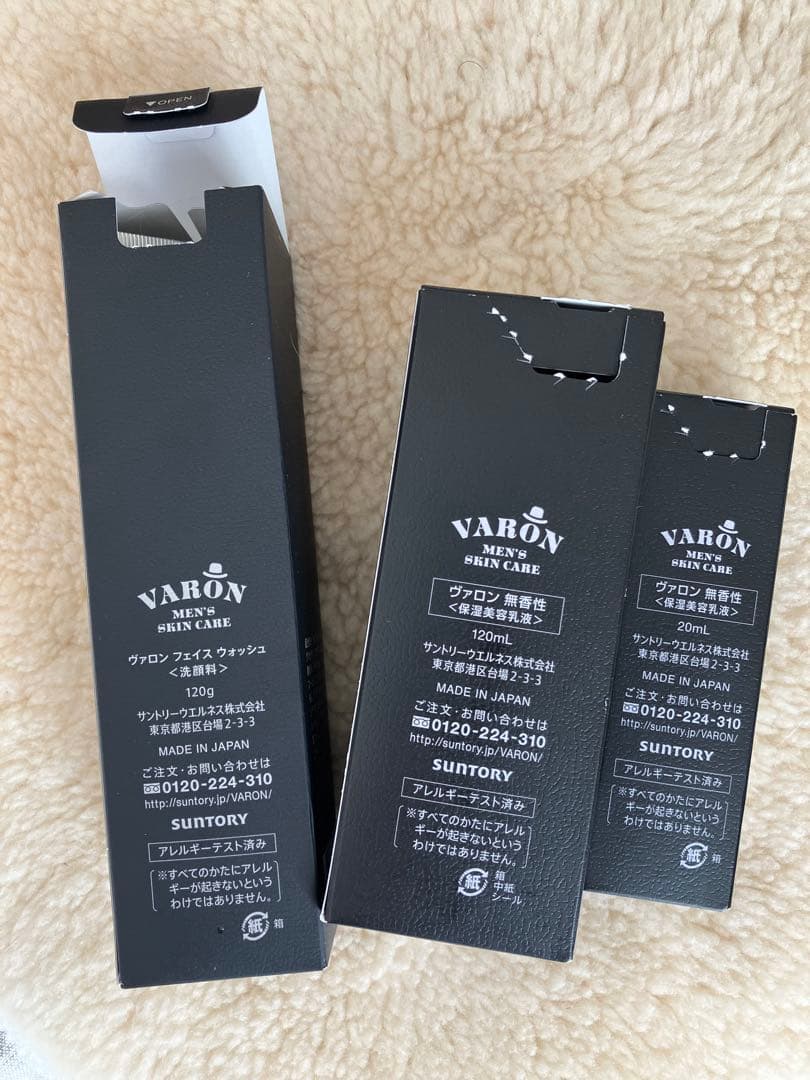 ▼OPEN
VARON
MEN'S
SKIN CARE
ヴァロン フェイス ウォッシュ
<洗顔料>
120g
サントリーウエルネス株式会社
東京都港区台場2-3-3
MADE IN JAPAN
ご注文・お問い合わせは
0120-224-310
http://suntory.jp/VARON/
SUNTORY
アレルギーテスト済み
※すべてのかたにアレル
ギーが起きないという
わけではありません。
紙 箱
VARON
MEN'S
SKIN CARE
ヴァロン 無香性
<保湿美容乳液>
120mL
サントリーウエルネス株式会社
東京都港区台場2-3-3
MADE IN JAPAN
ご注文・お問い合わせは
0120-224-310
http://suntory.jp/VARON/
SUNTORY
アレルギーテスト済み
※すべてのかたにアレル
ギーが起きないという
わけではありません。
紙 箱
中紙
シール
VARON
MEN'S
SKIN CARE
ヴァロン 無香性
<保湿美容乳液>
20mL
サントリーウエルネス株式会社
東京都港区台場2-3-3
MADE IN JAPAN
ご注文・お問い合わせは
0120-224-310
http://suntory.jp/VARON/
SUNTORY
アレルギーテスト済み
※すべてのかたにアレル
ギーが起きないという
わけではありません。
紙 箱